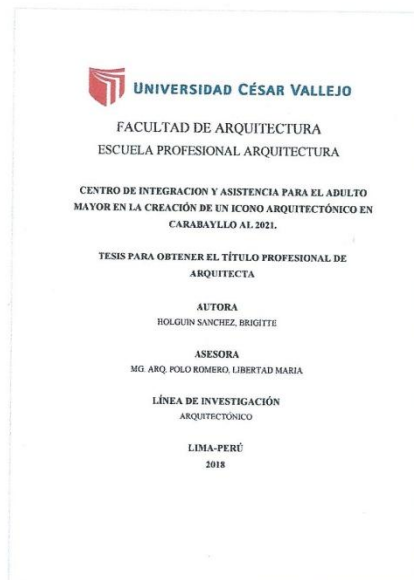 UNIVERSIDAD CÉSAR VALLEJO
FACULTAD DE ARQUITECTURA
ESCUELA PROFESIONAL ARQUITECTURA
CENTRO DE INTEGRACION Y ASISTENCIA PARA EL ADULTO
MAYOR EN LA CREACIÓN DE UN ICONO ARQUITECTÓNICO EN
CARABAYLLO AL 2021.
TESIS PARA OBTENER EL TÍTULO PROFESIONAL DE
ARQUITECTA
AUTORA
HOLGUIN SANCHEZ, BRIGITTE
ASESORA
MG. ARQ. POLO ROMERO, LIBERTAD MARIA
LÍNEA DE INVESTIGACIÓN
ARQUITECTÓNICO
LIMA-PERÚ
2018